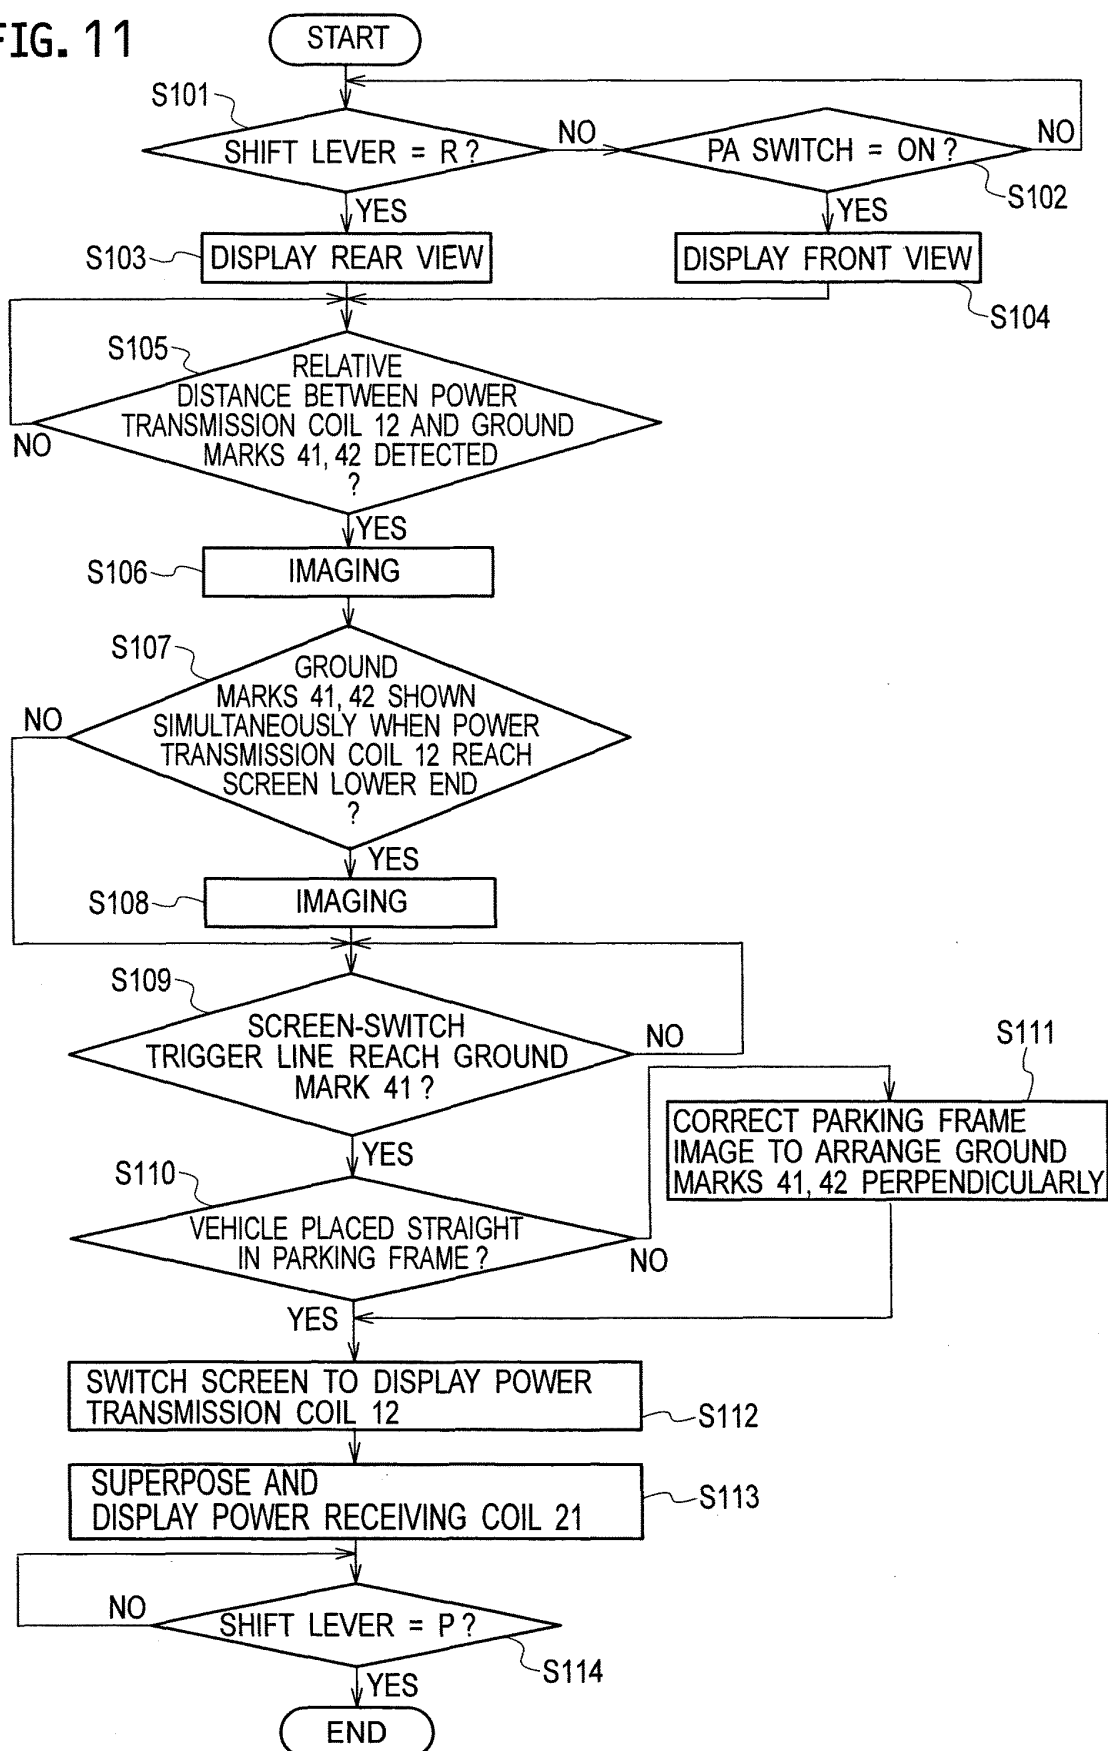 FIG. 11
START
S101
SHIFT LEVER = R?
NO
PA SWITCH = ON?
NO
S102
YES
YES
S103
DISPLAY REAR VIEW
DISPLAY FRONT VIEW
S104
S105
RELATIVE
DISTANCE BETWEEN POWER
TRANSMISSION COIL 12 AND GROUND
MARKS 41, 42 DETECTED
?
NO
YES
S106
IMAGING
S107
GROUND
MARKS 41, 42 SHOWN
SIMULTANEOUSLY WHEN POWER
TRANSMISSION COIL 12 REACH
SCREEN LOWER END
?
NO
YES
S108
IMAGING
S109
SCREEN-SWITCH
TRIGGER LINE REACH GROUND
MARK 41?
NO
YES
S111
CORRECT PARKING FRAME
IMAGE TO ARRANGE GROUND
MARKS 41, 42 PERPENDICULARLY
S110
VEHICLE PLACED STRAIGHT
IN PARKING FRAME?
NO
YES
SWITCH SCREEN TO DISPLAY POWER
TRANSMISSION COIL 12
S112
SUPERPOSE AND
DISPLAY POWER RECEIVING COIL 21
S113
NO
SHIFT LEVER = P?
S114
YES
END